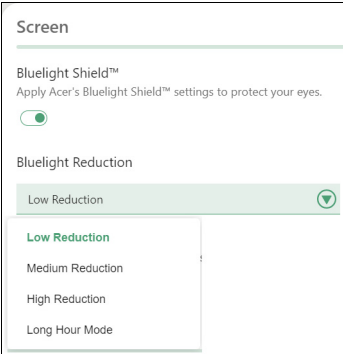 Screen
Bluelight Shield™
Apply Acer's Bluelight Shield™ settings to protect your eyes.
Bluelight Reduction
Low Reduction
Low Reduction
Medium Reduction
High Reduction
Long Hour Mode